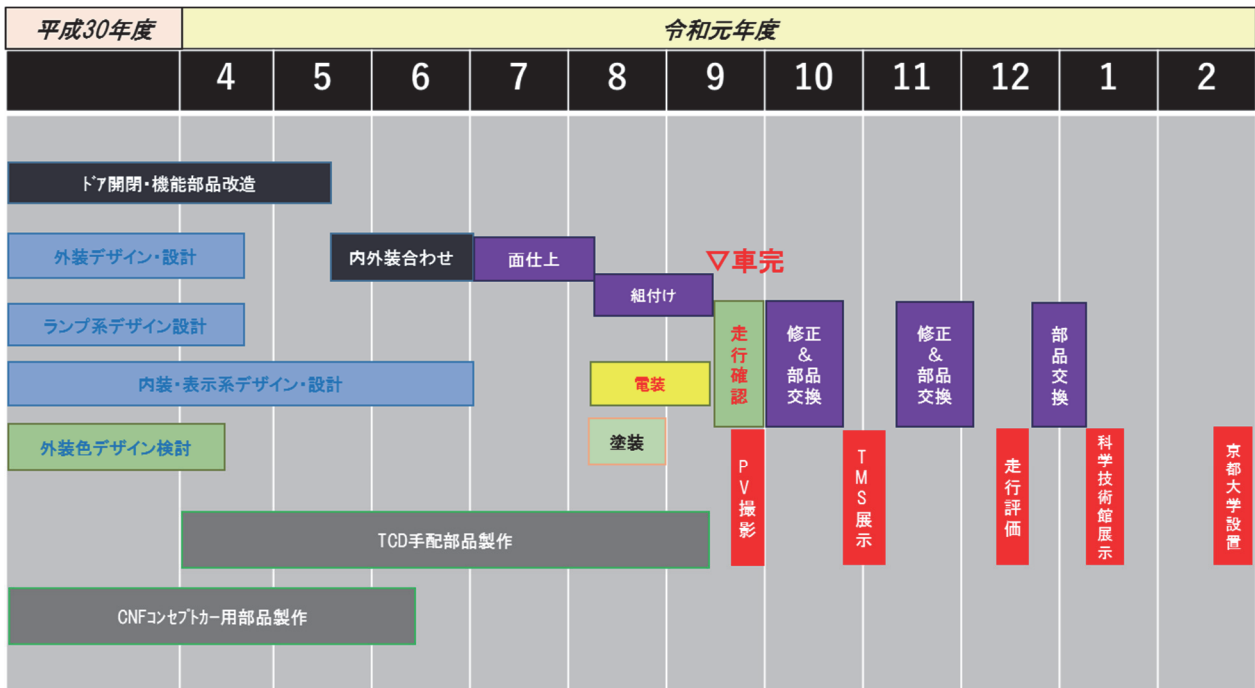 平成30年度
令和元年度
4 5 6 7 8 9 10 11 12 1 2
ドア開閉・機能部品改造
外装デザイン・設計
内外装合わせ
面仕上
▽車完
組付け
ランプ系デザイン設計
走行確認
修正
&
部品
交換
修正
&
部品
交換
部品交換
内装・表示系デザイン・設計
電装
外装色デザイン検討
塗装
PV撮影
TMS展示
走行評価
科学技術館展示
京都大学設置
TCD手配部品製作
CNFコンセプトカー用部品製作